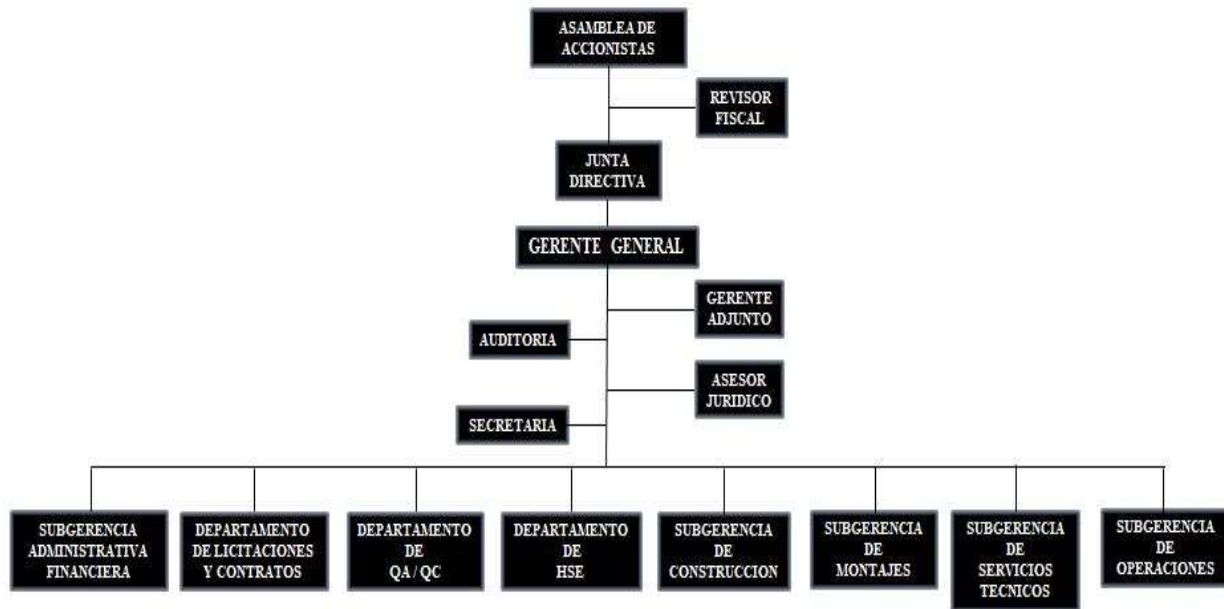 ASAMBLEA DE
ACCIONISTAS
REVISOR
FISCAL
JUNTA
DIRECTIVA
GERENTE GENERAL
GERENTE
ADJUNTO
AUDITORIA
ASESOR
JURIDICO
SECRETARIA
SUBGERENCIA
ADMINISTRATIVA
FINANCIERA
DEPARTAMENTO
DE LICITACIONES
Y CONTRATOS
DEPARTAMENTO
DE
QA / QC
DEPARTAMENTO
DE
HSE
SUBGERENCIA
DE
CONSTRUCCION
SUBGERENCIA
DE
MONTAJES
SUBGERENCIA
DE
SERVICIOS
TECNICOS
SUBGERENCIA
DE
OPERACIONES